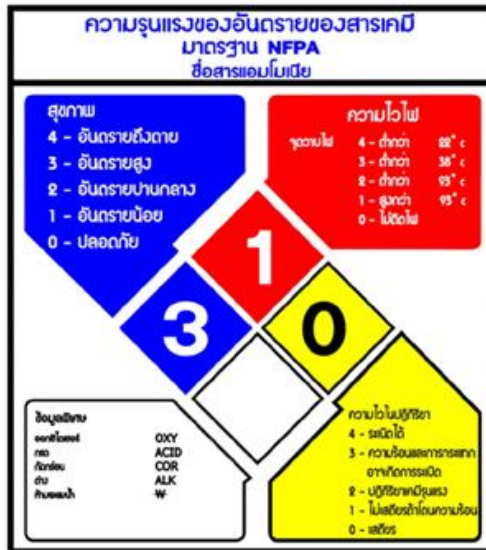 ความรุนแรงของอันตรายของสารเคมี
มาตรฐาน NFPA
ชื่อสารแอมโมเนีย
สุขภาพ
4 - อันตรายถึงตาย
3 - อันตรายสูง
2 - อันตรายปานกลาง
1 - อันตรายน้อย
0 - ปลอดภัย
ความไวไฟ
จุดวาบไฟ 4 - ต่ำกว่า 22° c
3 - ต่ำกว่า 38° c
2 - ต่ำกว่า 93° c
1 - สูงกว่า 93° c
0 - ไม่ติดไฟ
1
3
0
ข้อมูลพิเศษ
ออกซิไดเซอร์ OXY
กรด ACID
กัดกร่อน COR
ด่าง ALK
ห้ามผสมน้ำ W
ความไวในปฏิกิริยา
4 - ระเบิดได้
3 - ความร้อนและการกระแทก
อาจเกิดการระเบิด
2 - ปฏิกิริยาเคมีรุนแรง
1 - ไม่เสถียรถ้าโดนความร้อน
0 - เสถียร